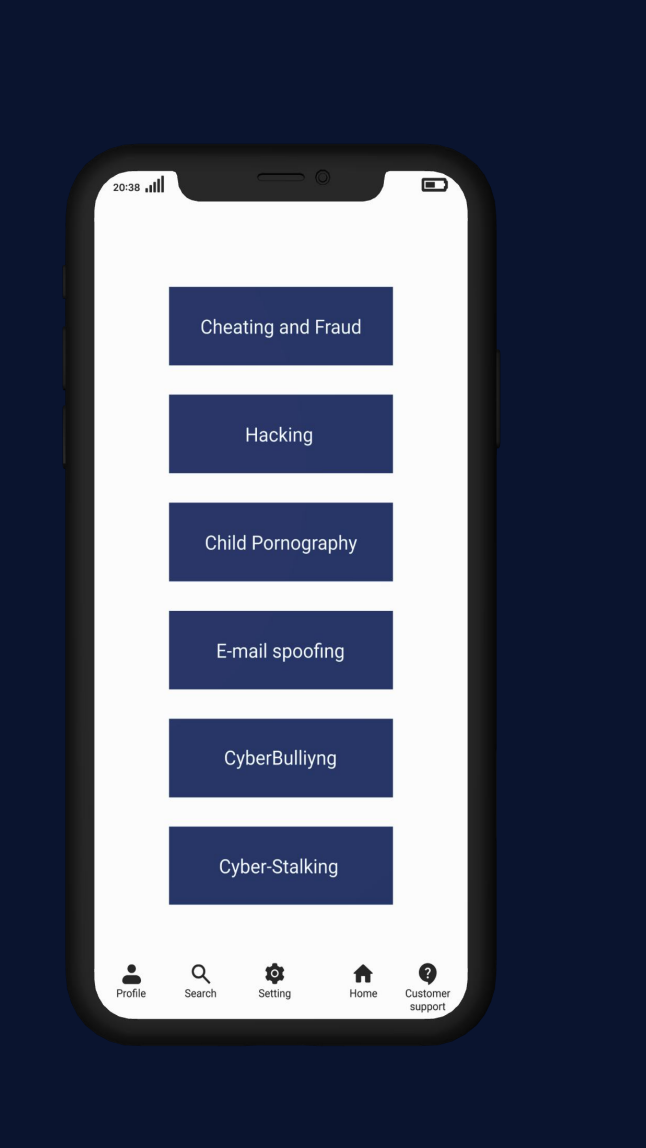 20:38
Cheating and Fraud
Hacking
Child Pornography
E-mail spoofing
CyberBulliyng
Cyber-Stalking
Profile
Search
Setting
Home
Customer
support